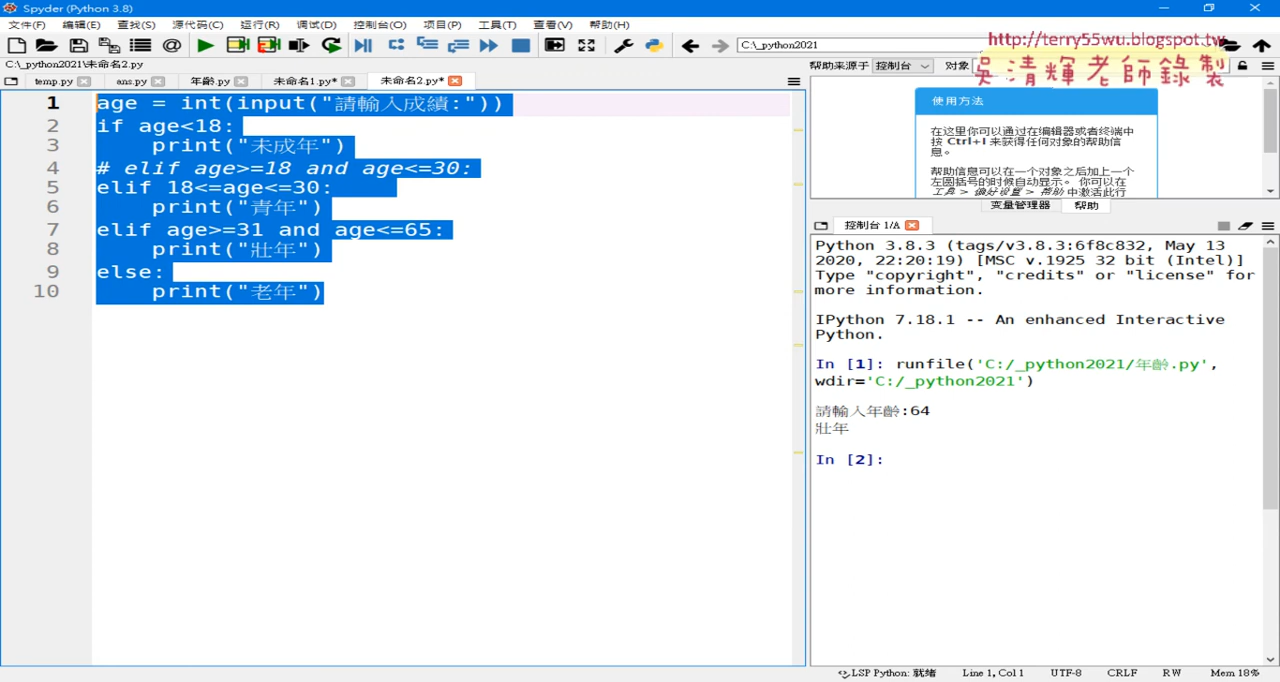 Spyder (Python 3.8)
文件(F) 编辑(E) 查找(S) 源代码(C) 运行(R) 调试(D) 控制台(O) 项目(P) 工具(T) 查看(V) 帮助(H)
C:\_python2021
http://terry55wu.blogspot.tw
吳清輝老師錄製
C:\_python2021\未命名2.py
temp.py ans.py 年齡.py 未命名1.py* 未命名2.py*
1 age = int(input("請輸入成績:"))
2 if age<18:
3 print("未成年")
4 # elif age>=18 and age<=30:
5 elif 18<=age<=30:
6 print("青年")
7 elif age>=31 and age<=65:
8 print("壯年")
9 else:
10 print("老年")
帮助来源于 控制台 对象
使用方法
在这里你可以通过在编辑器或者终端中
按 Ctrl+I 来获得任何对象的帮助信
息。
帮助信息可以在一个对象之后加上一个
左圆括号的时候自动显示。 你可以在
工具 > 偏好设置 > 帮助 中激活此行
变量管理器 帮助
控制台 1/A
Python 3.8.3 (tags/v3.8.3:6f8c832, May 13
2020, 22:20:19) [MSC v.1925 32 bit (Intel)]
Type "copyright", "credits" or "license" for
more information.
IPython 7.18.1 -- An enhanced Interactive
Python.
In [1]: runfile('C:/_python2021/年齡.py',
wdir='C:/_python2021')
請輸入年齡:64
壯年
In [2]:
LSP Python: 就绪 Line 1, Col 1 UTF-8 CRLF RW Mem 18%